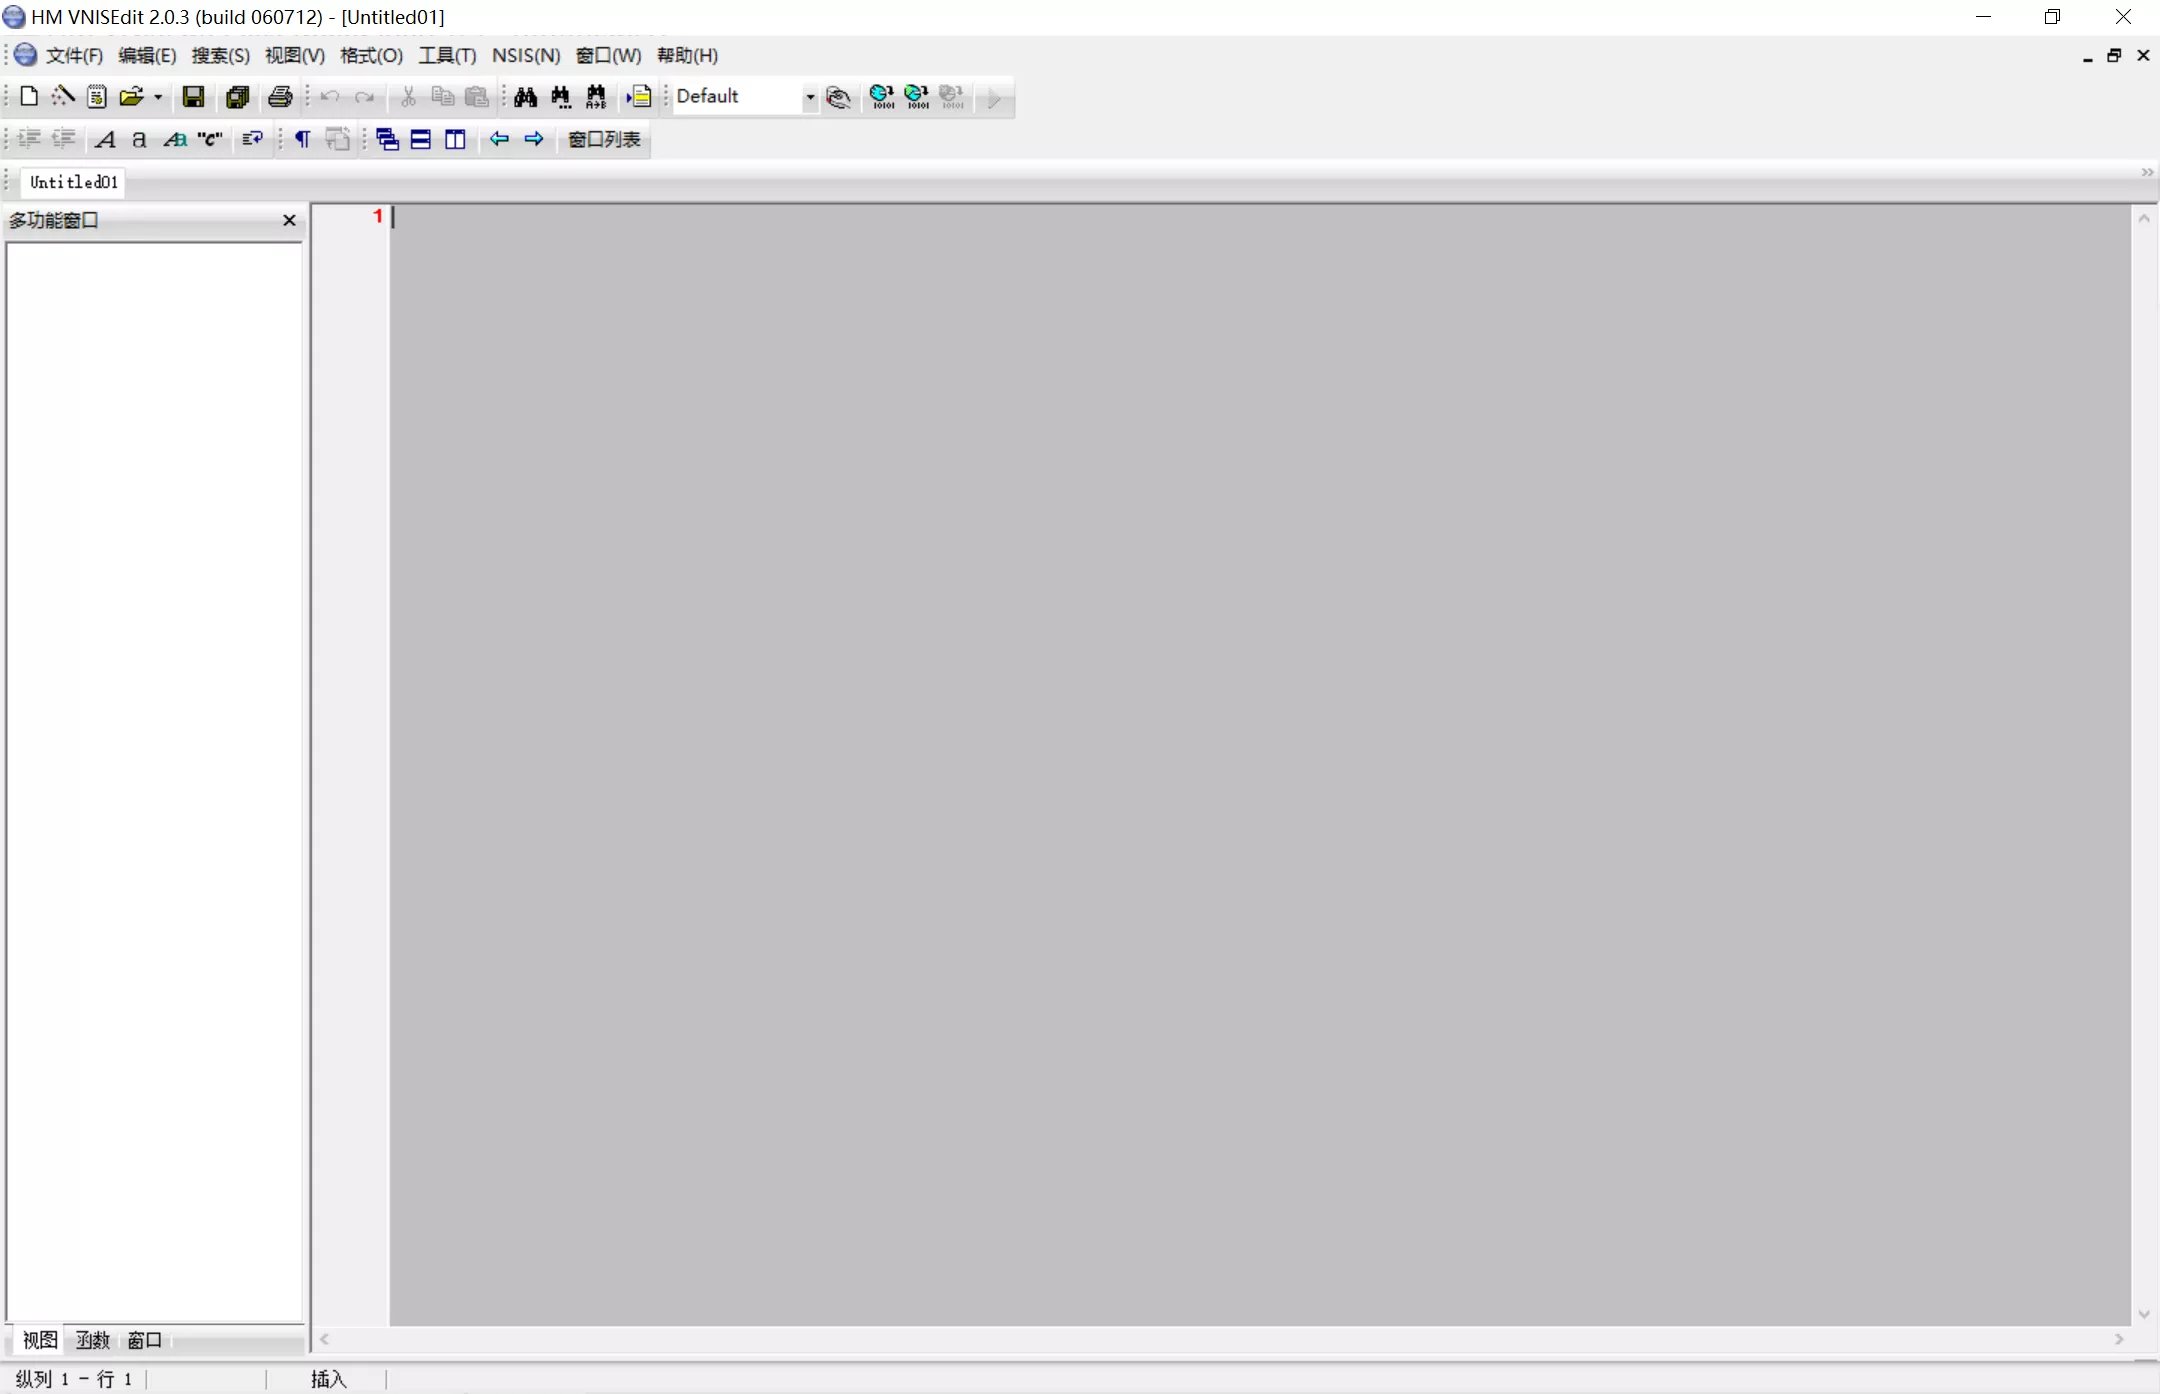 HM VNISEdit 2.0.3 (build 060712) - [Untitled01]
文件(F) 编辑(E) 搜索(S) 视图(V) 格式(O) 工具(T) NSIS(N) 窗口(W) 帮助(H)
Default
窗口列表
Untitled01
多功能窗口
1
视图 函数 窗口
纵列 1 - 行 1 插入